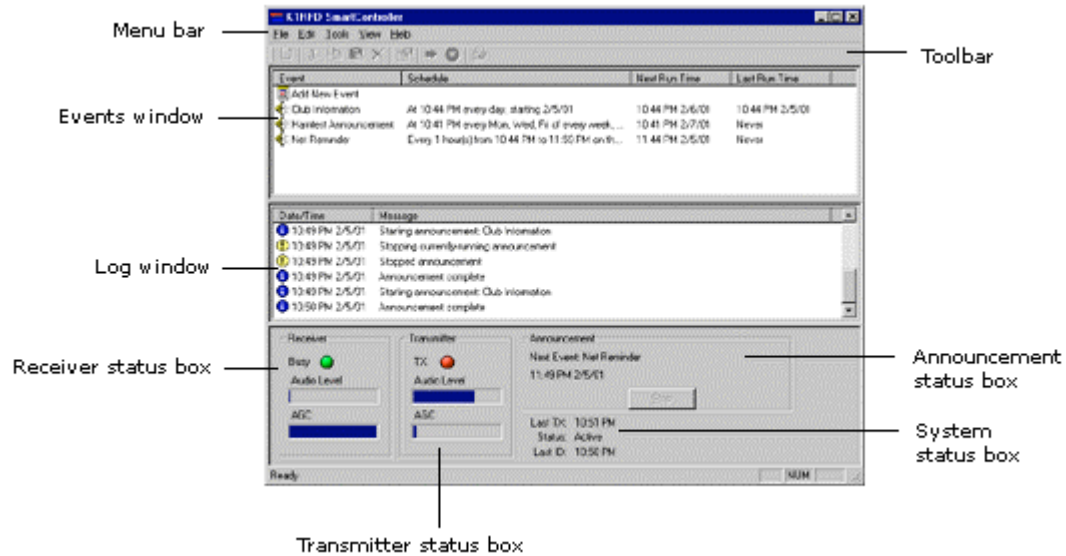 K1RFD SmartController
Menu bar
File Edit Tools View Help
Toolbar
Event Schedule Next Run Time Last Run Time
Add New Event
Events window
Club Information At 10:44 PM every day, starting 2/5/01 10:44 PM 2/6/01 10:44 PM 2/5/01
Hamfest Announcement At 10:41 PM every Mon, Wed, Fri of every week, ... 10:41 PM 2/7/01 Never
Net Reminder Every 1 hour(s) from 10:44 PM to 11:50 PM on th... 11:44 PM 2/5/01 Never
Date/Time Message
10:49 PM 2/5/01 Starting announcement: Club Information
10:49 PM 2/5/01 Stopping currently-running announcement
Log window
10:49 PM 2/5/01 Stopped announcement
10:49 PM 2/5/01 Announcement complete
10:49 PM 2/5/01 Starting announcement: Club Information
10:50 PM 2/5/01 Announcement complete
Receiver Transmitter Announcement
Receiver status box
Busy TX Next Event: Net Reminder
Announcement
status box
Audio Level Audio Level 11:49 PM 2/5/01
Stop
AGC AGC
Last TX: 10:51 PM
Status: Active
Last ID: 10:50 PM
System
status box
Ready NUM
Transmitter status box